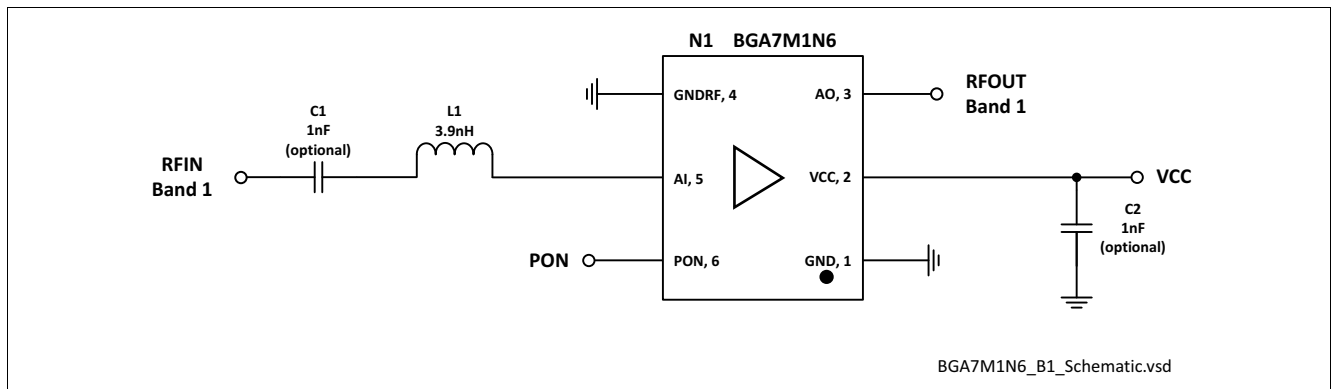 N1 BGA7M1N6
GNDRF, 4
AO, 3
RFOUT
Band 1
C1
1nF
(optional)
L1
3.9nH
RFIN
Band 1
AI, 5
VCC, 2
VCC
C2
1nF
(optional)
PON
PON, 6
GND, 1
BGA7M1N6_B1_Schematic.vsd